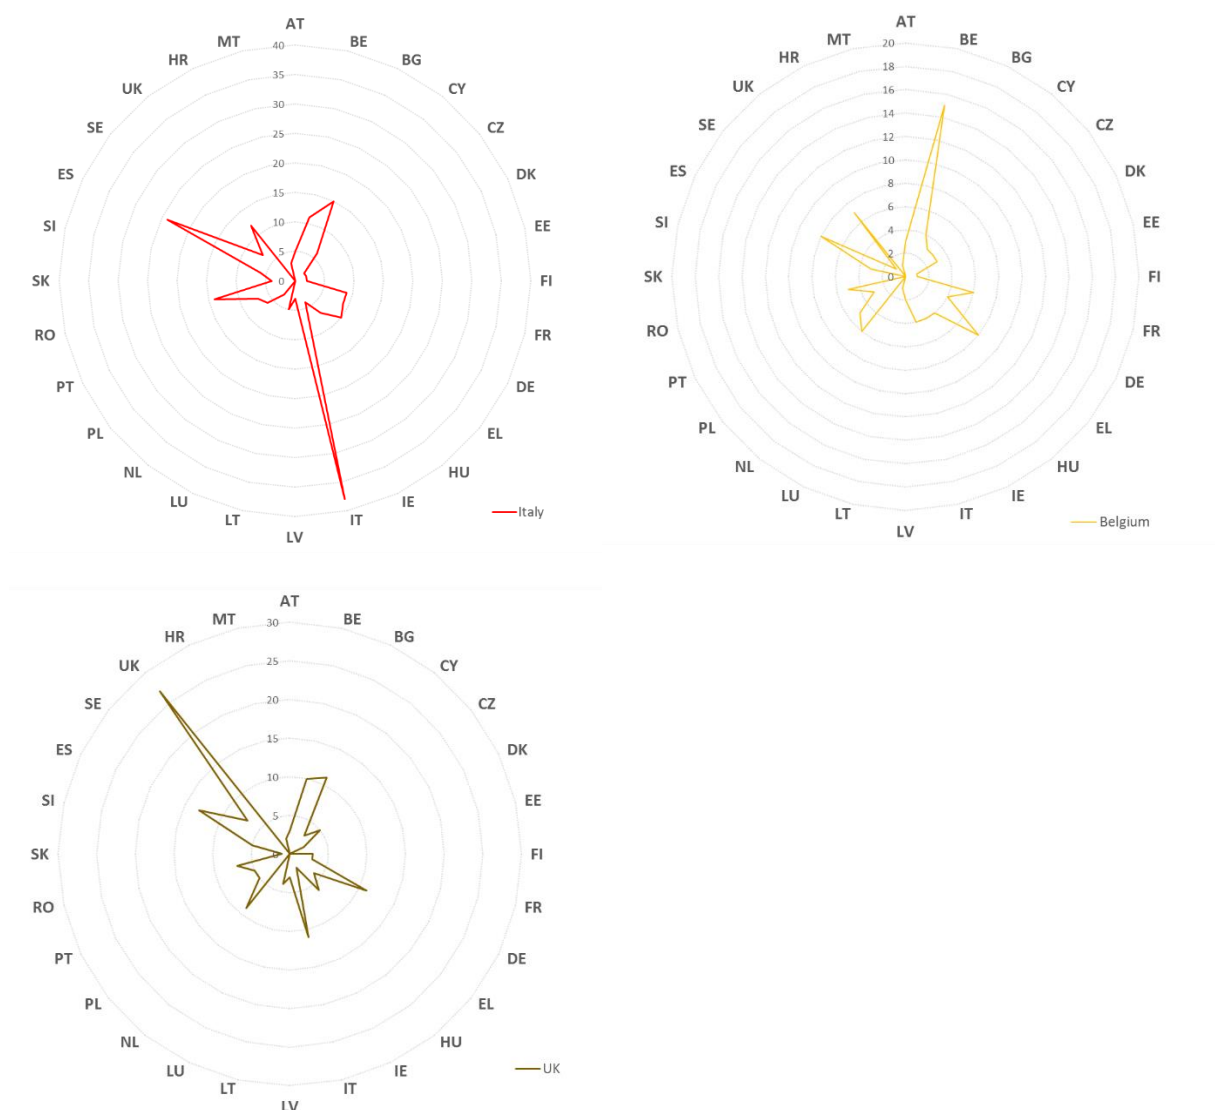 AT
BE
BG
CY
CZ
DK
EE
FI
FR
DE
EL
HU
IE
IT
LV
LT
LU
NL
PL
PT
RO
SK
SI
ES
SE
UK
HR
MT
40
35
30
25
20
15
10
5
0
Italy
AT
BE
BG
CY
CZ
DK
EE
FI
FR
DE
EL
HU
IE
IT
LV
LT
LU
NL
PL
PT
RO
SK
SI
ES
SE
UK
HR
MT
20
18
16
14
12
10
8
6
4
2
0
Belgium
AT
BE
BG
CY
CZ
DK
EE
FI
FR
DE
EL
HU
IE
IT
LV
LT
LU
NL
PL
PT
RO
SK
SI
ES
SE
UK
HR
MT
30
25
20
15
10
5
0
UK